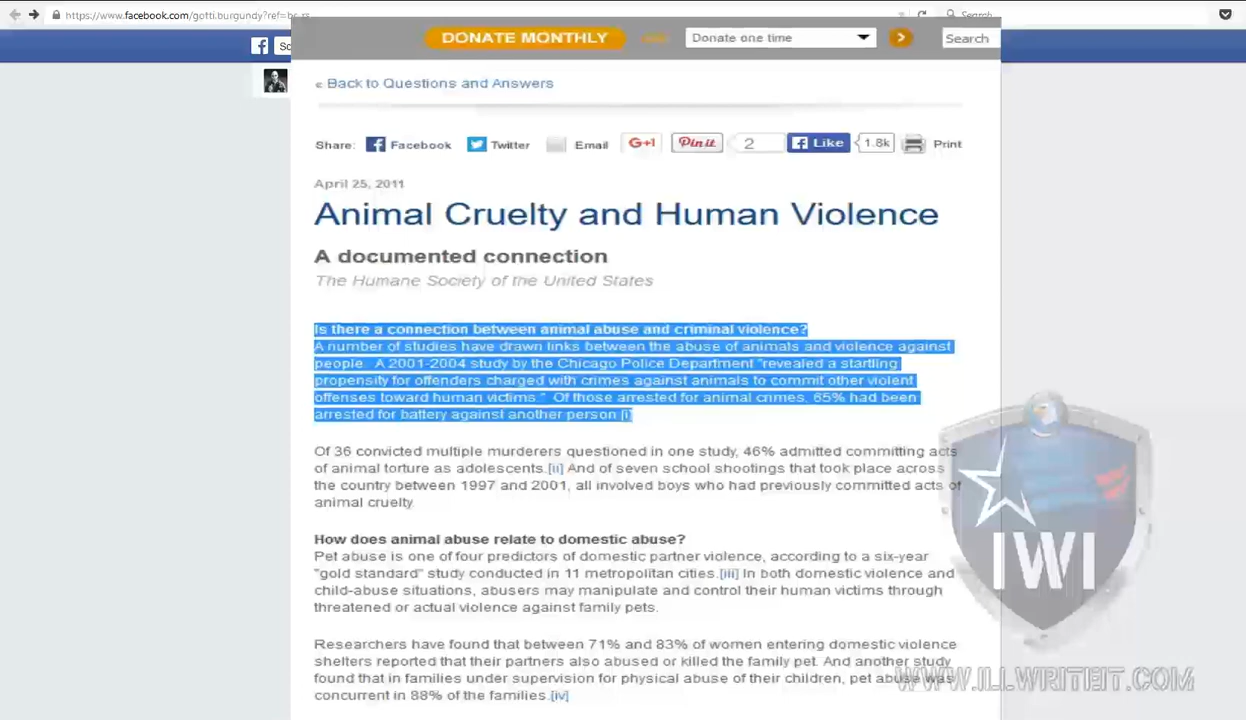 https://www.facebook.com/gotti.burgundy?ref=br_rs
Search
DONATE MONTHLY
Donate one time
Search
« Back to Questions and Answers
Share: Facebook Twitter Email G+1 Pin it 2 Like 1.8k Print
April 25, 2011
Animal Cruelty and Human Violence
A documented connection
The Humane Society of the United States
Is there a connection between animal abuse and criminal violence?
A number of studies have drawn links between the abuse of animals and violence against
people. A 2001-2004 study by the Chicago Police Department "revealed a startling
propensity for offenders charged with crimes against animals to commit other violent
offenses toward human victims." Of those arrested for animal crimes, 65% had been
arrested for battery against another person.[i]
Of 36 convicted multiple murderers questioned in one study, 46% admitted committing acts
of animal torture as adolescents.[ii] And of seven school shootings that took place across
the country between 1997 and 2001, all involved boys who had previously committed acts of
animal cruelty.
How does animal abuse relate to domestic abuse?
Pet abuse is one of four predictors of domestic partner violence, according to a six-year
"gold standard" study conducted in 11 metropolitan cities.[iii] In both domestic violence and
child-abuse situations, abusers may manipulate and control their human victims through
threatened or actual violence against family pets.
Researchers have found that between 71% and 83% of women entering domestic violence
shelters reported that their partners also abused or killed the family pet. And another study
found that in families under supervision for physical abuse of their children, pet abuse was
concurrent in 88% of the families.[iv]
IWI
WWW.ILLWRITEIT.COM